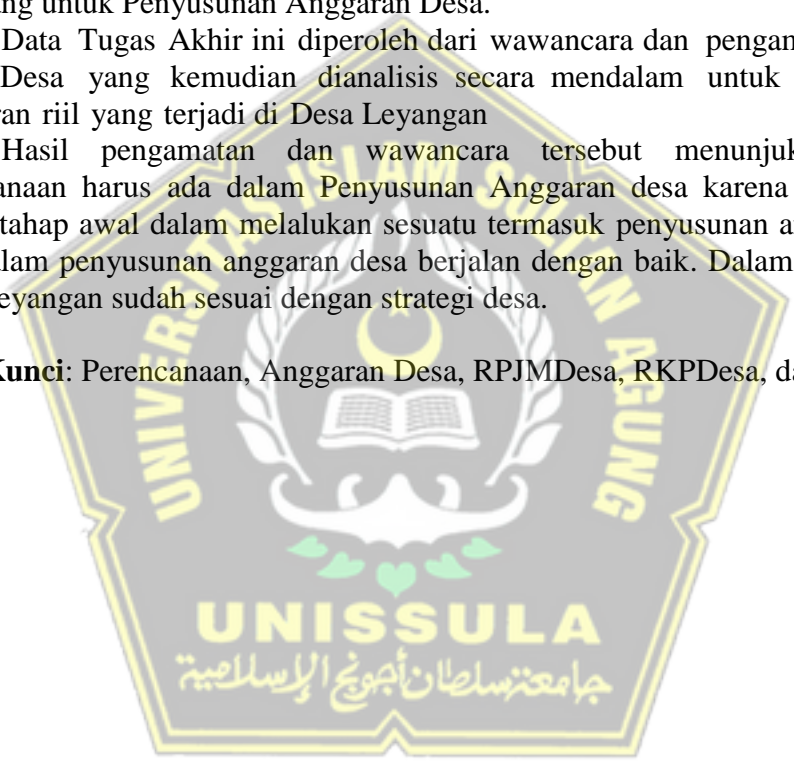 ng untuk Penyusunan Anggaran Desa.
Data Tugas Akhir ini diperoleh dari wawancara dan pengam
Desa yang kemudian dianalisis secara mendalam untuk
ran riil yang terjadi di Desa Leyangan
Hasil pengamatan dan wawancara tersebut menunjuk
anaan harus ada dalam Penyusunan Anggaran desa karena
tahap awal dalam melalukan sesuatu termasuk penyusunan a
lam penyusunan anggaran desa berjalan dengan baik. Dalam
eyangan sudah sesuai dengan strategi desa.
Kunci: Perencanaan, Anggaran Desa, RPJMDesa, RKPDesa, da
UNIVERSITAS ISLAM SULTAN AGUNG
UNISSULA
جامعة سلطان أجونج الإسلامية